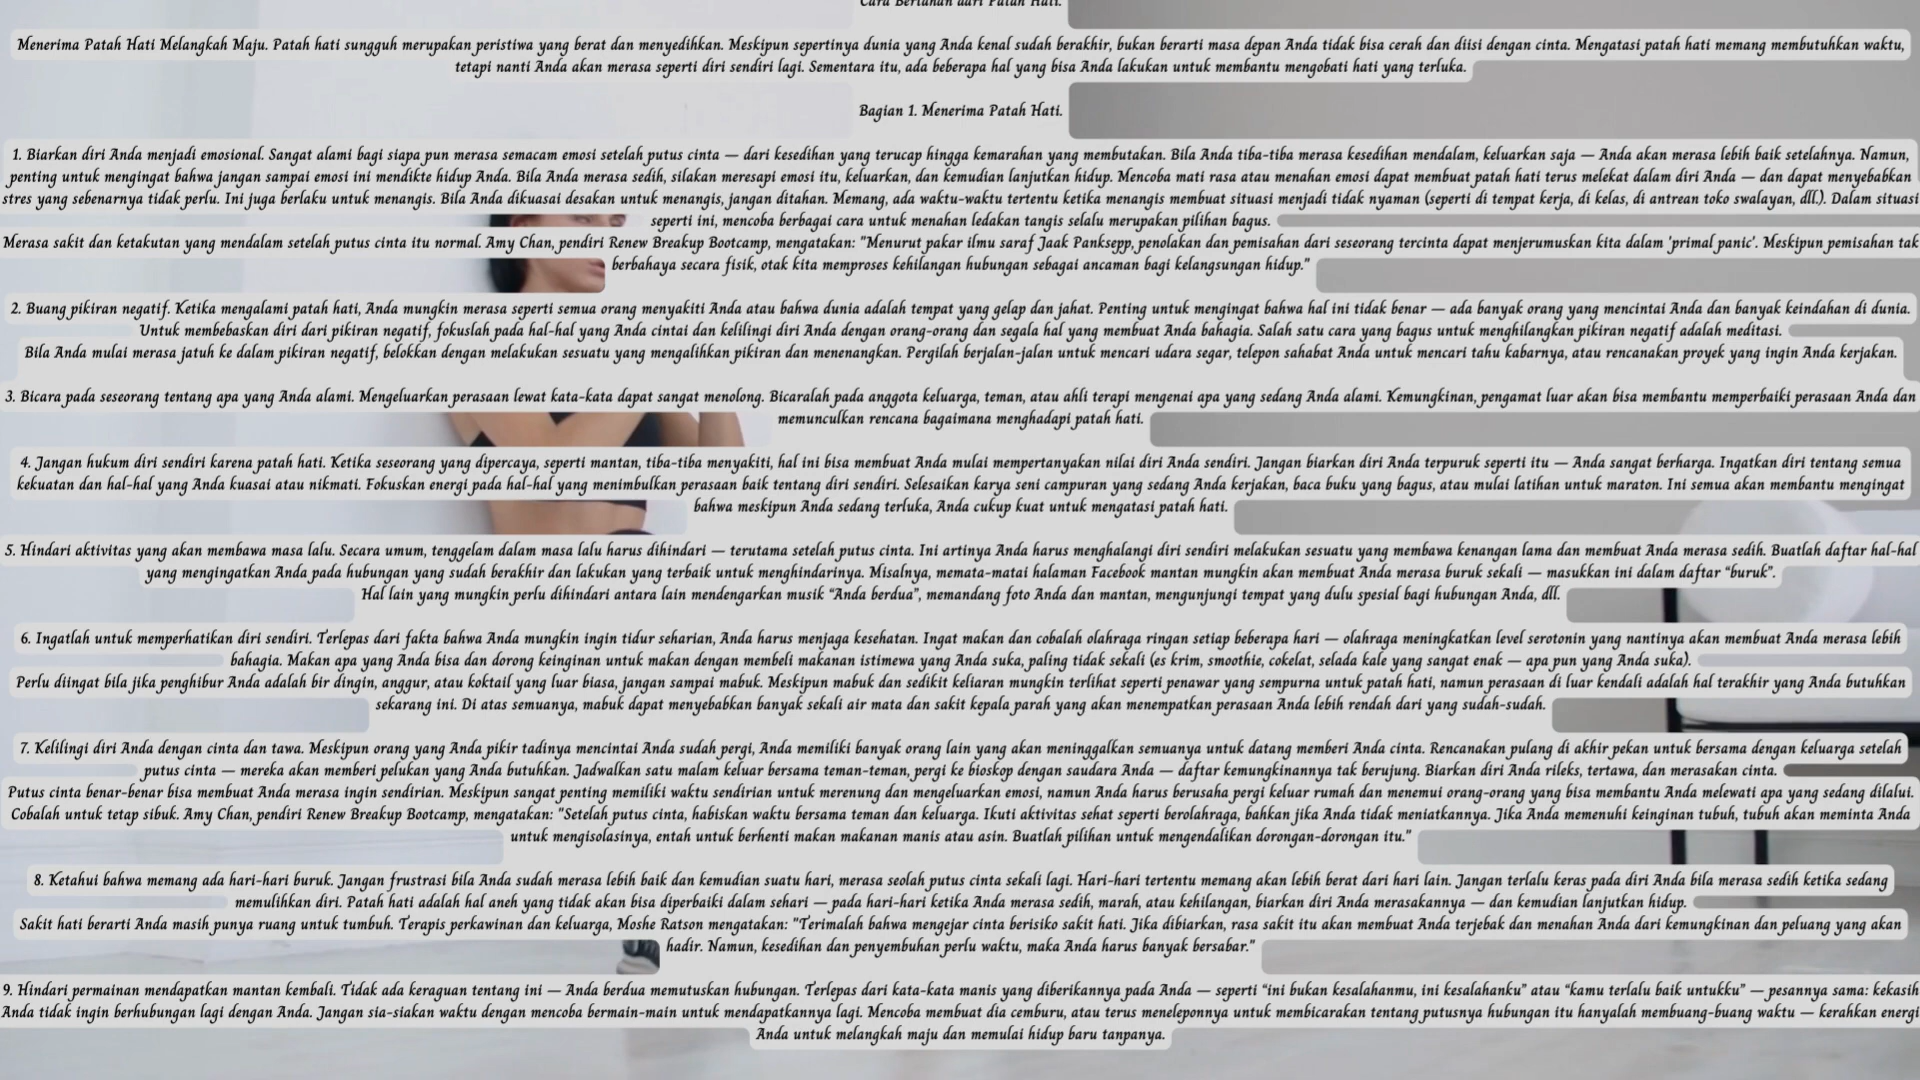 Cara Bertahan dari Patah Hati.
Menerima Patah Hati Melangkah Maju. Patah hati sungguh merupakan peristiwa yang berat dan menyedihkan. Meskipun sepertinya dunia yang Anda kenal sudah berakhir, bukan berarti masa depan Anda tidak bisa cerah dan diisi dengan cinta. Mengatasi patah hati memang membutuhkan waktu,
tetapi nanti Anda akan merasa seperti diri sendiri lagi. Sementara itu, ada beberapa hal yang bisa Anda lakukan untuk membantu mengobati hati yang terluka.
Bagian 1. Menerima Patah Hati.
1. Biarkan diri Anda menjadi emosional. Sangat alami bagi siapa pun merasa semacam emosi setelah putus cinta — dari kesedihan yang terucap hingga kemarahan yang membutakan. Bila Anda tiba-tiba merasa kesedihan mendalam, keluarkan saja — Anda akan merasa lebih baik setelahnya. Namun,
penting untuk mengingat bahwa jangan sampai emosi ini mendikte hidup Anda. Bila Anda merasa sedih, silakan meresapi emosi itu, keluarkan, dan kemudian lanjutkan hidup. Mencoba mati rasa atau menahan emosi dapat membuat patah hati terus melekat dalam diri Anda — dan dapat menyebabkan
stres yang sebenarnya tidak perlu. Ini juga berlaku untuk menangis. Bila Anda dikuasai desakan untuk menangis, jangan ditahan. Memang, ada waktu-waktu tertentu ketika menangis membuat situasi menjadi tidak nyaman (seperti di tempat kerja, di kelas, di antrean toko swalayan, dll.). Dalam situasi
seperti ini, mencoba berbagai cara untuk menahan ledakan tangis selalu merupakan pilihan bagus.
Merasa sakit dan ketakutan yang mendalam setelah putus cinta itu normal. Amy Chan, pendiri Renew Breakup Bootcamp, mengatakan: "Menurut pakar ilmu saraf Jaak Panksepp, penolakan dan pemisahan dari seseorang tercinta dapat menjerumuskan kita dalam 'primal panic'. Meskipun pemisahan tak
berbahaya secara fisik, otak kita memproses kehilangan hubungan sebagai ancaman bagi kelangsungan hidup."
2. Buang pikiran negatif. Ketika mengalami patah hati, Anda mungkin merasa seperti semua orang menyakiti Anda atau bahwa dunia adalah tempat yang gelap dan jahat. Penting untuk mengingat bahwa hal ini tidak benar — ada banyak orang yang mencintai Anda dan banyak keindahan di dunia.
Untuk membebaskan diri dari pikiran negatif, fokuslah pada hal-hal yang Anda cintai dan kelilingi diri Anda dengan orang-orang dan segala hal yang membuat Anda bahagia. Salah satu cara yang bagus untuk menghilangkan pikiran negatif adalah meditasi.
Bila Anda mulai merasa jatuh ke dalam pikiran negatif, belokkan dengan melakukan sesuatu yang mengalihkan pikiran dan menenangkan. Pergilah berjalan-jalan untuk mencari udara segar, telepon sahabat Anda untuk mencari tahu kabarnya, atau rencanakan proyek yang ingin Anda kerjakan.
3. Bicara pada seseorang tentang apa yang Anda alami. Mengeluarkan perasaan lewat kata-kata dapat sangat menolong. Bicaralah pada anggota keluarga, teman, atau ahli terapi mengenai apa yang sedang Anda alami. Kemungkinan, pengamat luar akan bisa membantu memperbaiki perasaan Anda dan
memunculkan rencana bagaimana menghadapi patah hati.
4. Jangan hukum diri sendiri karena patah hati. Ketika seseorang yang dipercaya, seperti mantan, tiba-tiba menyakiti, hal ini bisa membuat Anda mulai mempertanyakan nilai diri Anda sendiri. Jangan biarkan diri Anda terpuruk seperti itu — Anda sangat berharga. Ingatkan diri tentang semua
kekuatan dan hal-hal yang Anda kuasai atau nikmati. Fokuskan energi pada hal-hal yang menimbulkan perasaan baik tentang diri sendiri. Selesaikan karya seni campuran yang sedang Anda kerjakan, baca buku yang bagus, atau mulai latihan untuk maraton. Ini semua akan membantu mengingat
bahwa meskipun Anda sedang terluka, Anda cukup kuat untuk mengatasi patah hati.
5. Hindari aktivitas yang akan membawa masa lalu. Secara umum, tenggelam dalam masa lalu harus dihindari — terutama setelah putus cinta. Ini artinya Anda harus menghalangi diri sendiri melakukan sesuatu yang membawa kenangan lama dan membuat Anda merasa sedih. Buatlah daftar hal-hal
yang mengingatkan Anda pada hubungan yang sudah berakhir dan lakukan yang terbaik untuk menghindarinya. Misalnya, memata-matai halaman Facebook mantan mungkin akan membuat Anda merasa buruk sekali — masukkan ini dalam daftar “buruk”.
Hal lain yang mungkin perlu dihindari antara lain mendengarkan musik “Anda berdua”, memandang foto Anda dan mantan, mengunjungi tempat yang dulu spesial bagi hubungan Anda, dll.
6. Ingatlah untuk memperhatikan diri sendiri. Terlepas dari fakta bahwa Anda mungkin ingin tidur seharian, Anda harus menjaga kesehatan. Ingat makan dan cobalah olahraga ringan setiap beberapa hari — olahraga meningkatkan level serotonin yang nantinya akan membuat Anda merasa lebih
bahagia. Makan apa yang Anda bisa dan dorong keinginan untuk makan dengan membeli makanan istimewa yang Anda suka, paling tidak sekali (es krim, smoothie, cokelat, selada kale yang sangat enak — apa pun yang Anda suka).
Perlu diingat bila jika penghibur Anda adalah bir dingin, anggur, atau koktail yang luar biasa, jangan sampai mabuk. Meskipun mabuk dan sedikit keliaran mungkin terlihat seperti penawar yang sempurna untuk patah hati, namun perasaan di luar kendali adalah hal terakhir yang Anda butuhkan
sekarang ini. Di atas semuanya, mabuk dapat menyebabkan banyak sekali air mata dan sakit kepala parah yang akan menempatkan perasaan Anda lebih rendah dari yang sudah-sudah.
7. Kelilingi diri Anda dengan cinta dan tawa. Meskipun orang yang Anda pikir tadinya mencintai Anda sudah pergi, Anda memiliki banyak orang lain yang akan meninggalkan semuanya untuk datang memberi Anda cinta. Rencanakan pulang di akhir pekan untuk bersama dengan keluarga setelah
putus cinta — mereka akan memberi pelukan yang Anda butuhkan. Jadwalkan satu malam keluar bersama teman-teman, pergi ke bioskop dengan saudara Anda — daftar kemungkinannya tak berujung. Biarkan diri Anda rileks, tertawa, dan merasakan cinta.
Putus cinta benar-benar bisa membuat Anda merasa ingin sendirian. Meskipun sangat penting memiliki waktu sendirian untuk merenung dan mengeluarkan emosi, namun Anda harus berusaha pergi keluar rumah dan menemui orang-orang yang bisa membantu Anda melewati apa yang sedang dilalui.
Cobalah untuk tetap sibuk. Amy Chan, pendiri Renew Breakup Bootcamp, mengatakan: "Setelah putus cinta, habiskan waktu bersama teman dan keluarga. Ikuti aktivitas sehat seperti berolahraga, bahkan jika Anda tidak meniatkannya. Jika Anda memenuhi keinginan tubuh, tubuh akan meminta Anda
untuk mengisolasinya, entah untuk berhenti makan makanan manis atau asin. Buatlah pilihan untuk mengendalikan dorongan-dorongan itu."
8. Ketahui bahwa memang ada hari-hari buruk. Jangan frustrasi bila Anda sudah merasa lebih baik dan kemudian suatu hari, merasa seolah putus cinta sekali lagi. Hari-hari tertentu memang akan lebih berat dari hari lain. Jangan terlalu keras pada diri Anda bila merasa sedih ketika sedang
memulihkan diri. Patah hati adalah hal aneh yang tidak akan bisa diperbaiki dalam sehari — pada hari-hari ketika Anda merasa sedih, marah, atau kehilangan, biarkan diri Anda merasakannya — dan kemudian lanjutkan hidup.
Sakit hati berarti Anda masih punya ruang untuk tumbuh. Terapis perkawinan dan keluarga, Moshe Ratson mengatakan: "Terimalah bahwa mengejar cinta berisiko sakit hati. Jika dibiarkan, rasa sakit itu akan membuat Anda terjebak dan menahan Anda dari kemungkinan dan peluang yang akan
hadir. Namun, kesedihan dan penyembuhan perlu waktu, maka Anda harus banyak bersabar."
9. Hindari permainan mendapatkan mantan kembali. Tidak ada keraguan tentang ini — Anda berdua memutuskan hubungan. Terlepas dari kata-kata manis yang diberikannya pada Anda — seperti “ini bukan kesalahanmu, ini kesalahanku” atau “kamu terlalu baik untukku” — pesannya sama: kekasih
Anda tidak ingin berhubungan lagi dengan Anda. Jangan sia-siakan waktu dengan mencoba bermain-main untuk mendapatkannya lagi. Mencoba membuat dia cemburu, atau terus meneleponnya untuk membicarakan tentang putusnya hubungan itu hanyalah membuang-buang waktu — kerahkan energi
Anda untuk melangkah maju dan memulai hidup baru tanpanya.